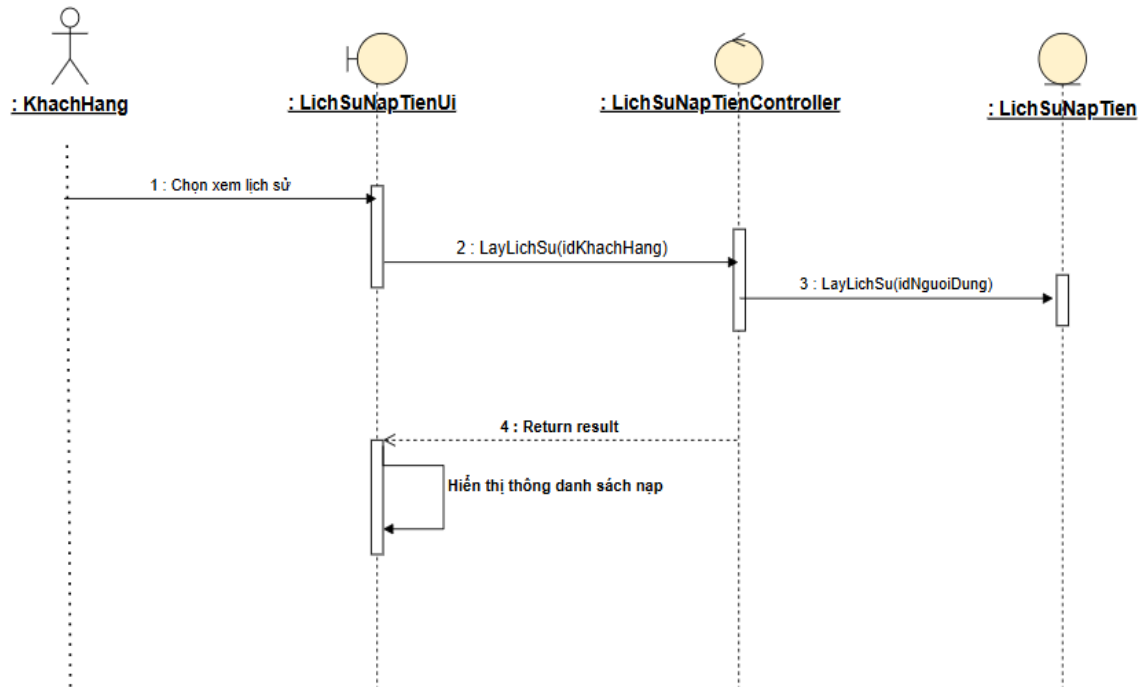 : KhachHang
: LichSuNapTienUi
: LichSuNapTienController
: LichSuNapTien
1 : Chọn xem lịch sử
2 : LayLichSu(idKhachHang)
3 : LayLichSu(idNguoiDung)
4 : Return result
Hiển thị thông danh sách nạp